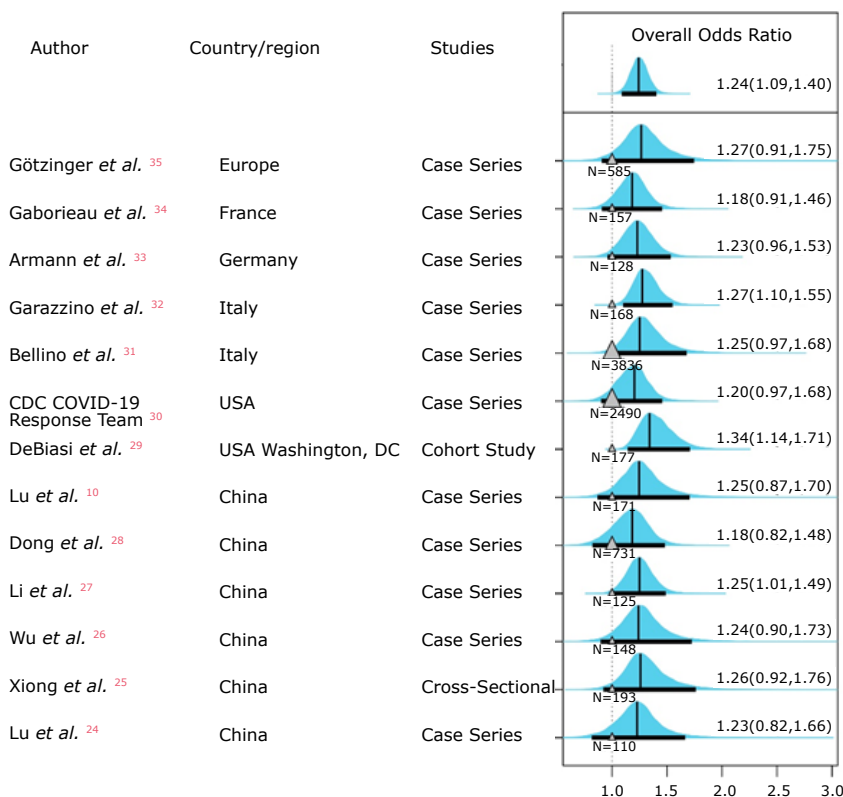 Author Country/region Studies Overall Odds Ratio
1.24(1.09,1.40)
Götzinger et al. 35 Europe Case Series 1.27(0.91,1.75)
N=585
Gaborieau et al. 34 France Case Series 1.18(0.91,1.46)
N=157
Armann et al. 33 Germany Case Series 1.23(0.96,1.53)
N=128
Garazzino et al. 32 Italy Case Series 1.27(1.10,1.55)
N=168
Bellino et al. 31 Italy Case Series 1.25(0.97,1.68)
N=3836
CDC COVID-19 USA Case Series 1.20(0.97,1.68)
Response Team 30 N=2490
DeBiasi et al. 29 USA Washington, DC Cohort Study 1.34(1.14,1.71)
N=177
Lu et al. 10 China Case Series 1.25(0.87,1.70)
N=171
Dong et al. 28 China Case Series 1.18(0.82,1.48)
N=731
Li et al. 27 China Case Series 1.25(1.01,1.49)
N=125
Wu et al. 26 China Case Series 1.24(0.90,1.73)
N=148
Xiong et al. 25 China Cross-Sectional 1.26(0.92,1.76)
N=193
Lu et al. 24 China Case Series 1.23(0.82,1.66)
N=110
1.0 1.5 2.0 2.5 3.0